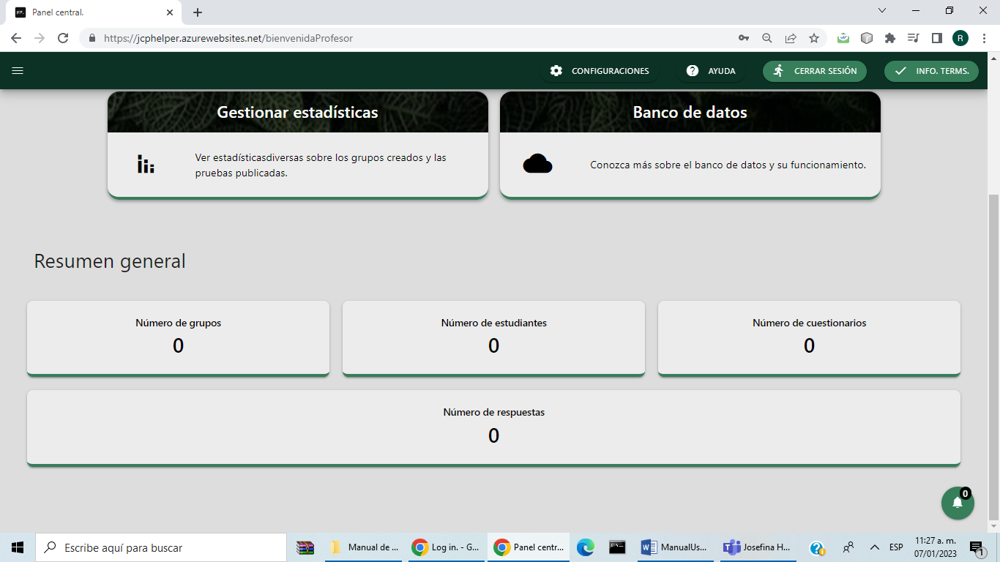 JCP_
Panel central.
https://jcphelper.azurewebsites.net/bienvenidaProfesor
R
CONFIGURACIONES
AYUDA
CERRAR SESIÓN
INFO. TERMS.
Gestionar estadísticas
Ver estadísticasdiversas sobre los grupos creados y las
pruebas publicadas.
Banco de datos
Conozca más sobre el banco de datos y su funcionamiento.
Resumen general
Número de grupos
0
Número de estudiantes
0
Número de cuestionarios
0
Número de respuestas
0
0
Escribe aquí para buscar
Manual de ...
Log in. - G...
Panel centr...
ManualUs...
Josefina H...
ESP
11:27 a. m.
07/01/2023
1